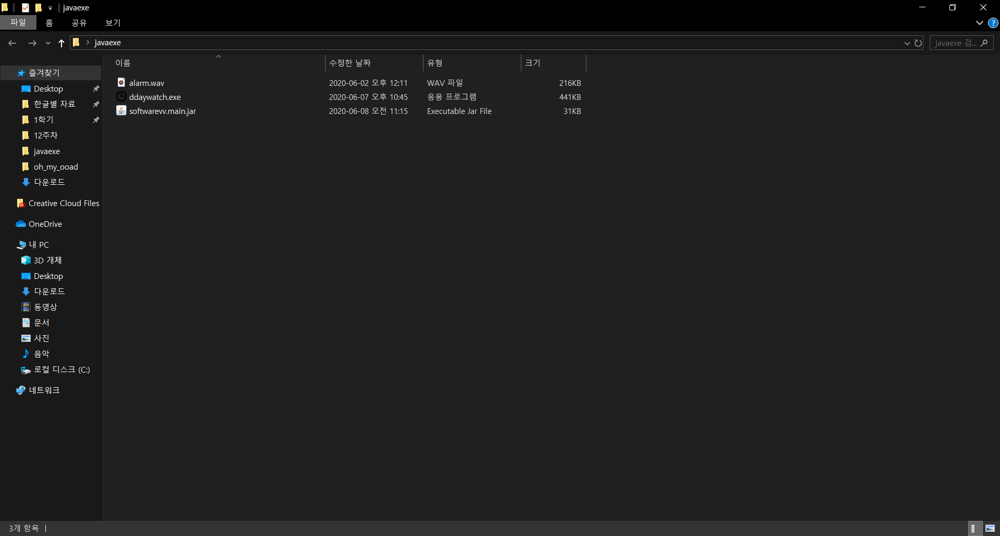 javaexe
파일 홈 공유 보기
javaexe
javaexe 검...
이름 수정한 날짜 유형 크기
alarm.wav 2020-06-02 오후 12:11 WAV 파일 216KB
ddaywatch.exe 2020-06-07 오후 10:45 응용 프로그램 441KB
softwarevv.main.jar 2020-06-08 오전 11:15 Executable Jar File 31KB
즐겨찾기
Desktop
한글별 자료
1학기
12주차
javaexe
oh_my_ooad
다운로드
Creative Cloud Files
OneDrive
내 PC
3D 개체
Desktop
다운로드
동영상
문서
사진
음악
로컬 디스크 (C:)
네트워크
3개 항목